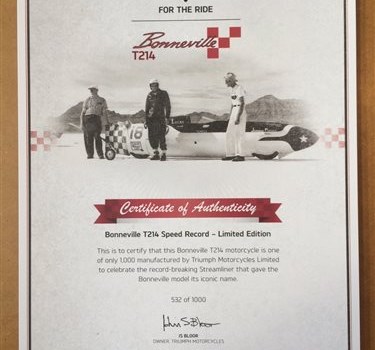 FOR THE RIDE
Bonneville
T214
16
Certificate of Authenticity
Bonneville T214 Speed Record – Limited Edition
This is to certify that this Bonneville T214 motorcycle is one
of only 1,000 manufactured by Triumph Motorcycles Limited
to celebrate the record-breaking Streamliner that gave the
Bonneville model its iconic name.
532 of 1000
JS BLOOR
OWNER, TRIUMPH MOTORCYCLES